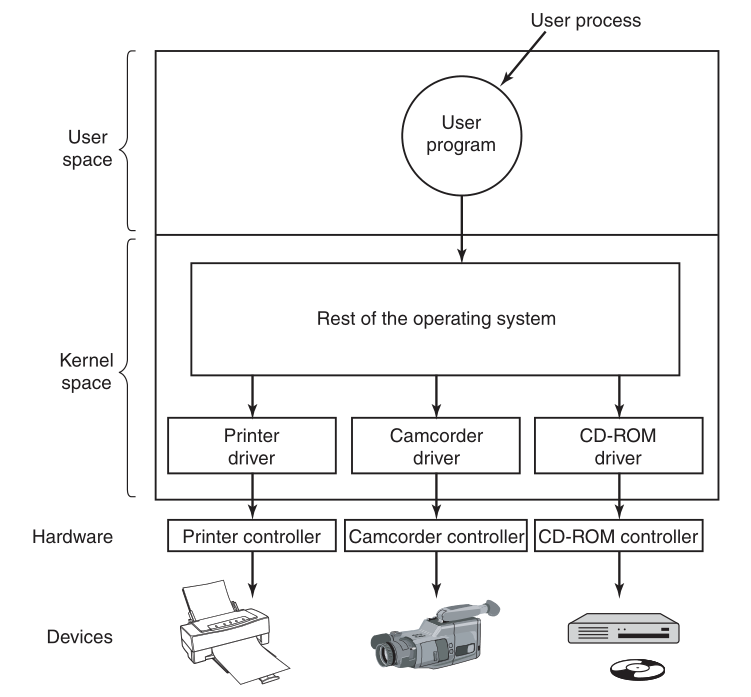 User process
User
program
User
space
Rest of the operating system
Kernel
space
Printer
driver
Camcorder
driver
CD-ROM
driver
Hardware
Printer controller
Camcorder controller
CD-ROM controller
Devices